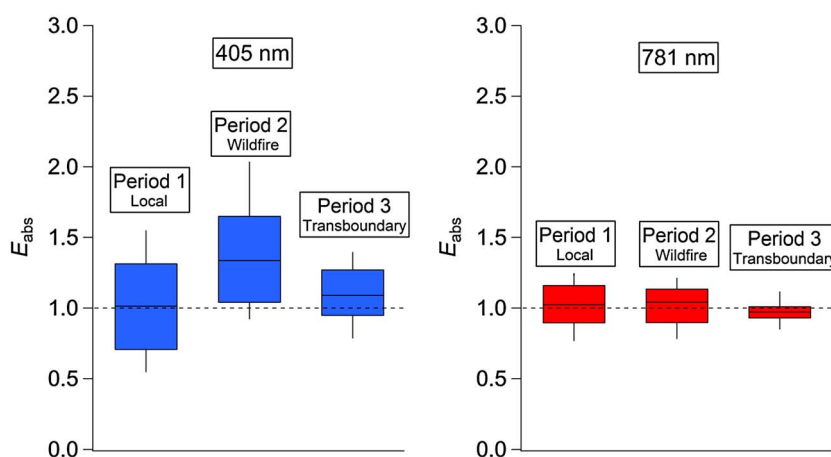 3.0
2.5
2.0
1.5
1.0
0.5
0.0
Eabs
405 nm
Period 1
Local
Period 2
Wildfire
Period 3
Transboundary
3.0
2.5
2.0
1.5
1.0
0.5
0.0
Eabs
781 nm
Period 1
Local
Period 2
Wildfire
Period 3
Transboundary